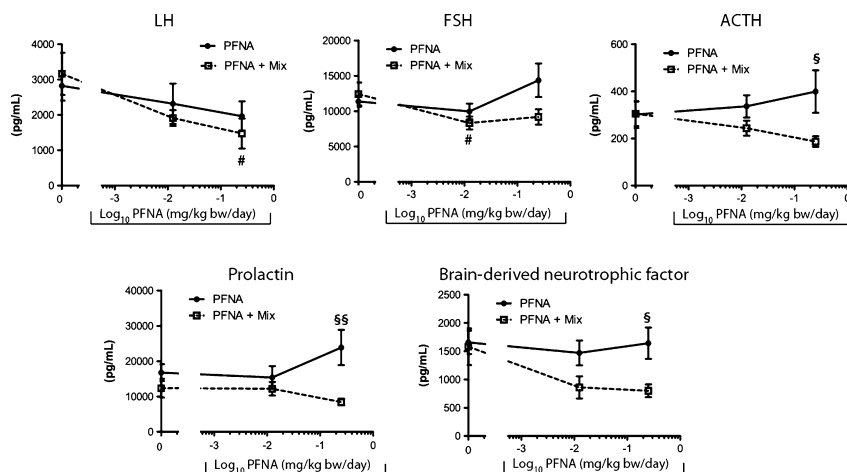 LH
4000
3000
2000
1000
0
(pg/mL)
PFNA
PFNA + Mix
#
0 -3 -2 -1 0
Log10 PFNA (mg/kg bw/day)
FSH
20000
15000
10000
5000
0
(pg/mL)
PFNA
PFNA + Mix
#
0 -3 -2 -1 0
Log10 PFNA (mg/kg bw/day)
ACTH
600
400
200
0
(pg/mL)
PFNA
PFNA + Mix
§
0 -3 -2 -1 0
Log10 PFNA (mg/kg bw/day)
Prolactin
40000
30000
20000
10000
0
(pg/mL)
PFNA
PFNA + Mix
§§
0 -3 -2 -1 0
Log10 PFNA (mg/kg bw/day)
Brain-derived neurotrophic factor
2500
2000
1500
1000
500
0
(pg/mL)
PFNA
PFNA + Mix
§
0 -3 -2 -1 0
Log10 PFNA (mg/kg bw/day)